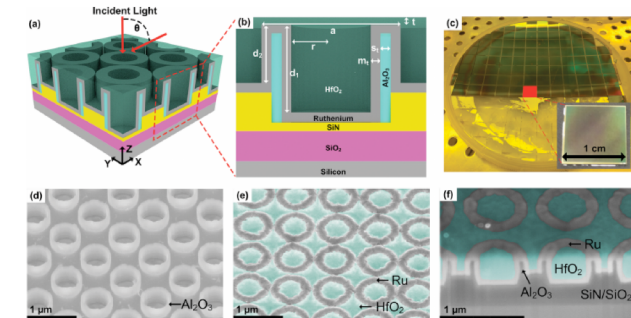 (a)
Incident Light
θ
Z
Y
X
(b)
a
t
d₂
r
s₁
d₁
mₜ
Al₂O₃
HfO₂
Ruthenium
SiN
SiO₂
Silicon
(c)
1 cm
(d)
Al₂O₃
1 μm
(e)
Ru
HfO₂
1 μm
(f)
Ru
HfO₂
Al₂O₃
SiN/SiO₂
1 μm